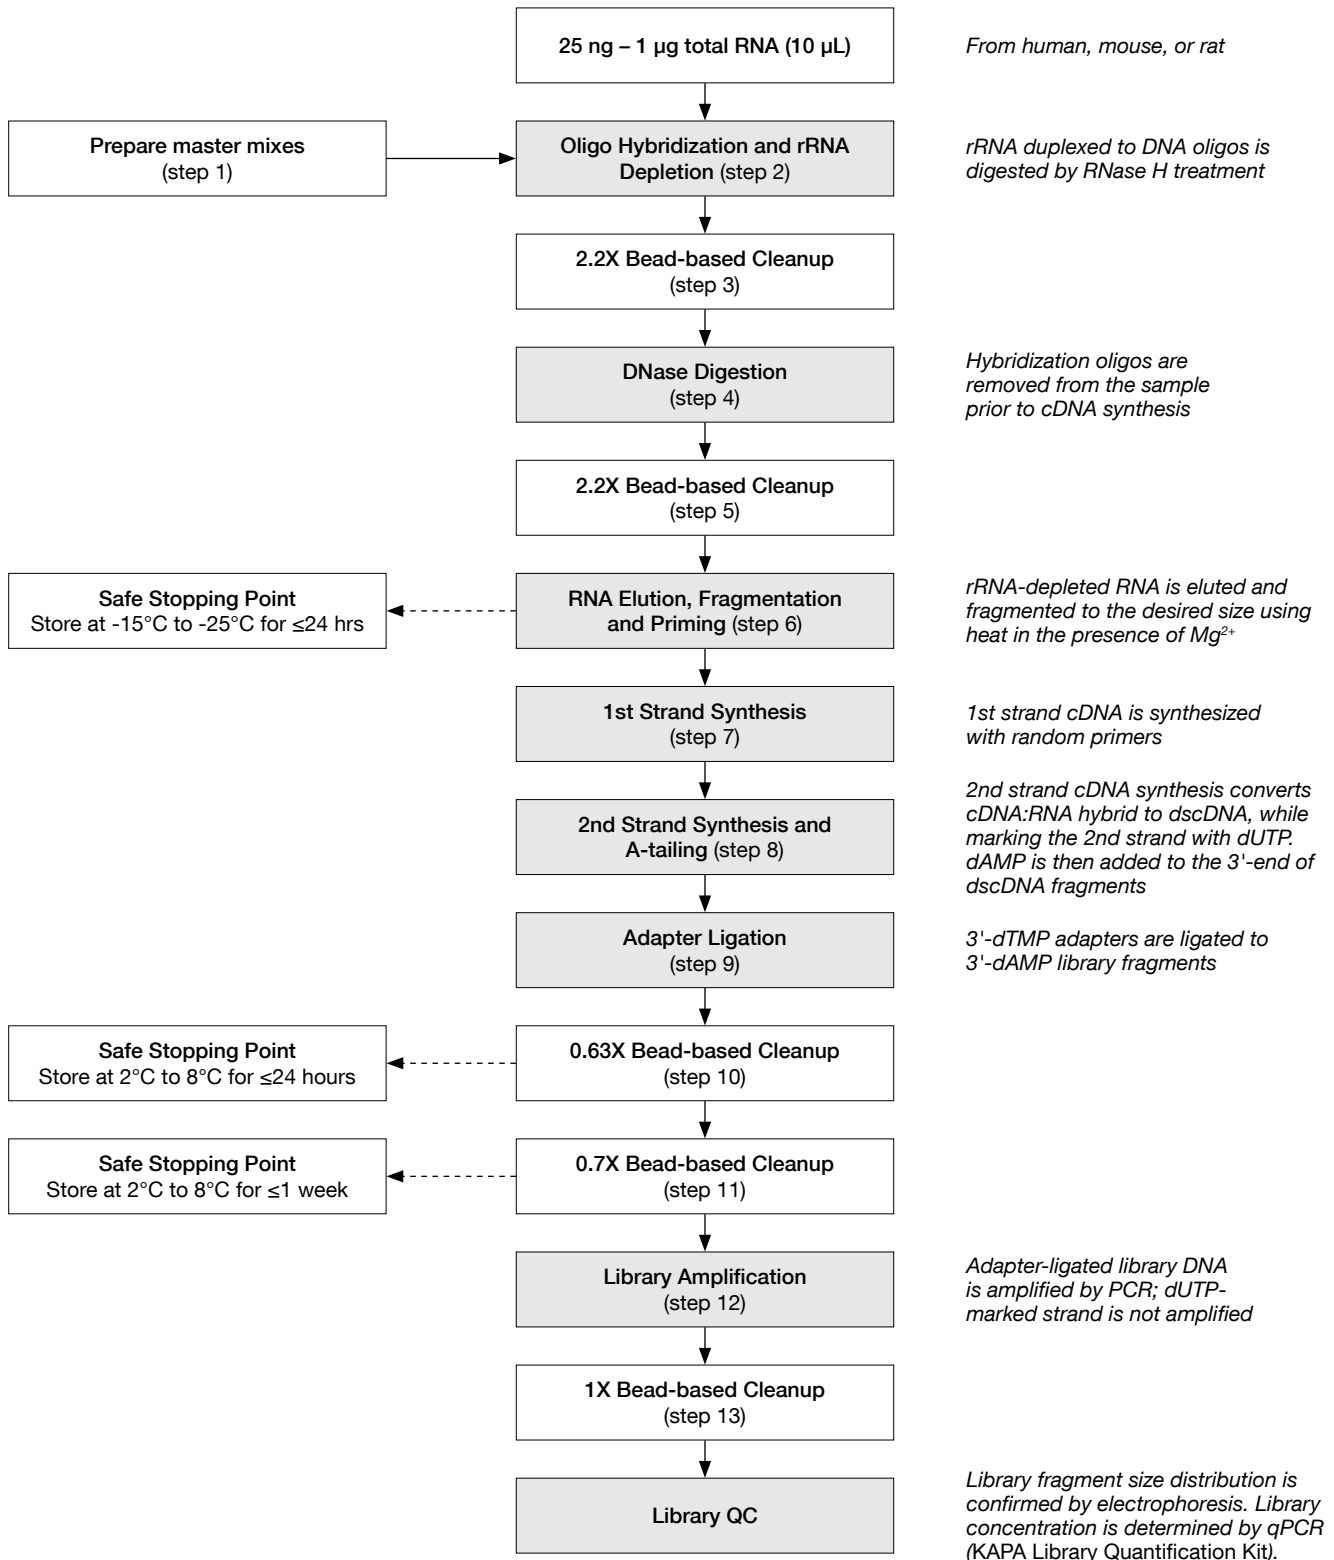 25 ng – 1 µg total RNA (10 µL)
From human, mouse, or rat
Prepare master mixes
(step 1)
Oligo Hybridization and rRNA
Depletion (step 2)
rRNA duplexed to DNA oligos is
digested by RNase H treatment
2.2X Bead-based Cleanup
(step 3)
DNase Digestion
(step 4)
Hybridization oligos are
removed from the sample
prior to cDNA synthesis
2.2X Bead-based Cleanup
(step 5)
Safe Stopping Point
Store at -15°C to -25°C for ≤24 hrs
RNA Elution, Fragmentation
and Priming (step 6)
rRNA-depleted RNA is eluted and
fragmented to the desired size using
heat in the presence of Mg²⁺
1st Strand Synthesis
(step 7)
1st strand cDNA is synthesized
with random primers
2nd Strand Synthesis and
A-tailing (step 8)
2nd strand cDNA synthesis converts
cDNA:RNA hybrid to dscDNA, while
marking the 2nd strand with dUTP.
dAMP is then added to the 3'-end of
dscDNA fragments
Adapter Ligation
(step 9)
3'-dTMP adapters are ligated to
3'-dAMP library fragments
Safe Stopping Point
Store at 2°C to 8°C for ≤24 hours
0.63X Bead-based Cleanup
(step 10)
Safe Stopping Point
Store at 2°C to 8°C for ≤1 week
0.7X Bead-based Cleanup
(step 11)
Library Amplification
(step 12)
Adapter-ligated library DNA
is amplified by PCR; dUTP-
marked strand is not amplified
1X Bead-based Cleanup
(step 13)
Library QC
Library fragment size distribution is
confirmed by electrophoresis. Library
concentration is determined by qPCR
(KAPA Library Quantification Kit).